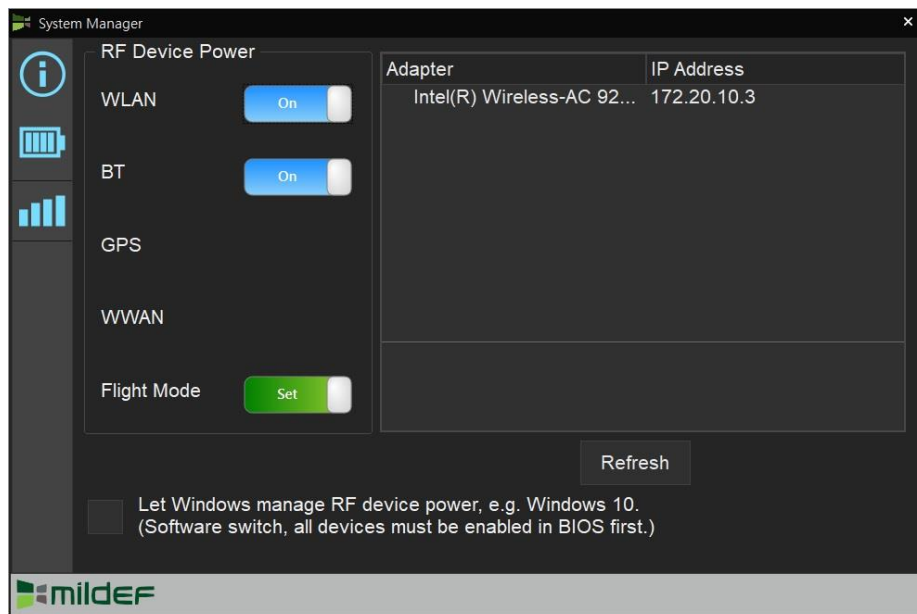 System Manager
RF Device Power
WLAN On
BT On
GPS
WWAN
Flight Mode Set
Adapter IP Address
Intel(R) Wireless-AC 92... 172.20.10.3
Refresh
Let Windows manage RF device power, e.g. Windows 10.
(Software switch, all devices must be enabled in BIOS first.)
mildef